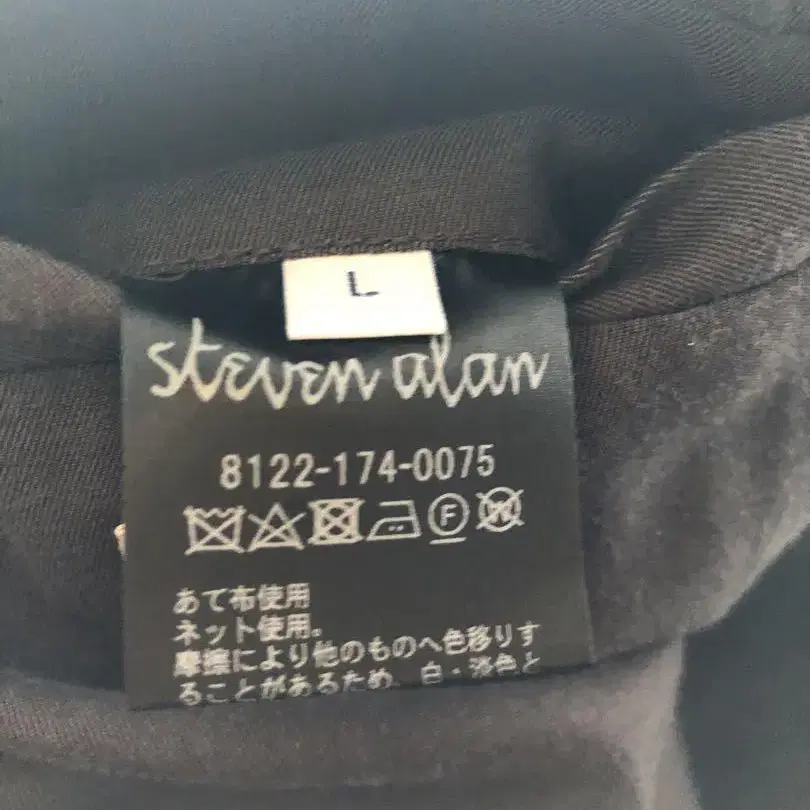 L
steven alan
8122-174-0075
F W
あて布使用
ネット使用。
摩擦により他のものへ色移りす
ることがあるため、白・淡色と